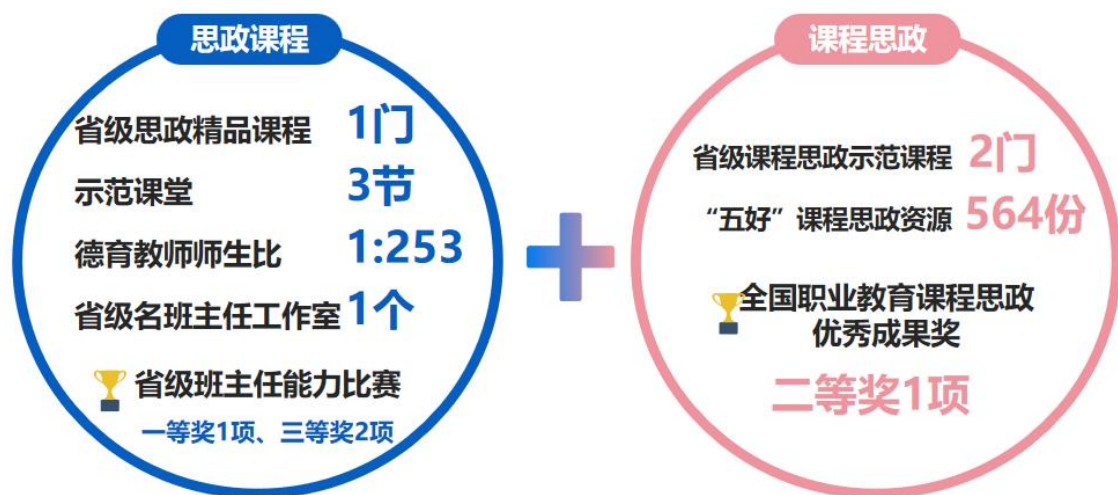 思政课程
省级思政精品课程 1门
示范课堂 3节
德育教师师生比 1:253
省级名班主任工作室 1个
省级班主任能力比赛
一等奖1项、三等奖2项
课程思政
省级课程思政示范课程 2门
“五好”课程思政资源 564份
全国职业教育课程思政
优秀成果奖
二等奖1项